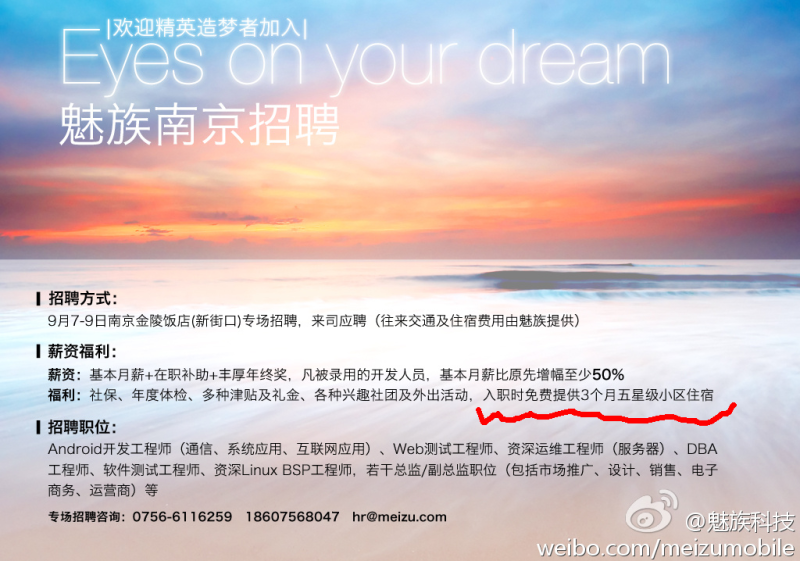 |欢迎精英造梦者加入|
Eyes on your dream
魅族南京招聘
招聘方式：
9月7-9日南京金陵饭店(新街口)专场招聘，来司应聘（往来交通及住宿费用由魅族提供）
薪资福利：
薪资：基本月薪+在职补助+丰厚年终奖，凡被录用的开发人员，基本月薪比原先增幅至少50%
福利：社保、年度体检、多种津贴及礼金、各种兴趣社团及外出活动，入职时免费提供3个月五星级小区住宿
招聘职位：
Android开发工程师（通信、系统应用、互联网应用）、Web测试工程师、资深运维工程师（服务器）、DBA
工程师、软件测试工程师、资深Linux BSP工程师，若干总监/副总监职位（包括市场推广、设计、销售、电子
商务、运营商）等
专场招聘咨询：0756-6116259 18607568047 hr@meizu.com
@魅族科技
weibo.com/meizumobile